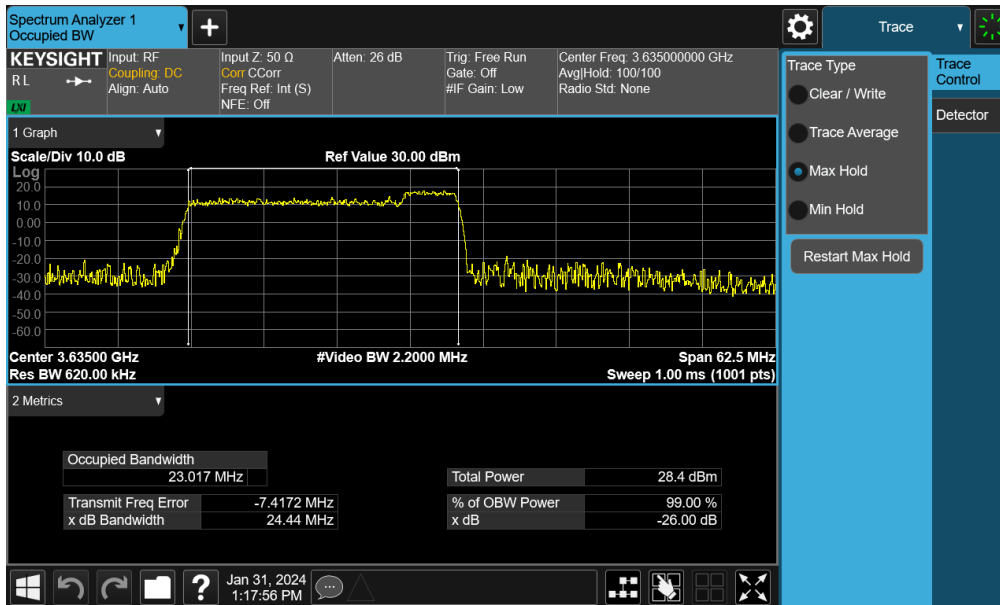 Spectrum Analyzer 1
Occupied BW
+
Trace
KEYSIGHT
R L
LXI
Input: RF
Coupling: DC
Align: Auto
Input Z: 50 Ω
Corr CCorr
Freq Ref: Int (S)
NFE: Off
Atten: 26 dB
Trig: Free Run
Gate: Off
#IF Gain: Low
Center Freq: 3.635000000 GHz
Avg|Hold: 100/100
Radio Std: None
Trace Type
Clear / Write
Trace Average
Max Hold
Min Hold
Restart Max Hold
Trace
Control
Detector
1 Graph
Scale/Div 10.0 dB
Ref Value 30.00 dBm
Log
20.0
10.0
0.00
-10.0
-20.0
-30.0
-40.0
-50.0
-60.0
Center 3.63500 GHz
#Video BW 2.2000 MHz
Span 62.5 MHz
Res BW 620.00 kHz
Sweep 1.00 ms (1001 pts)
2 Metrics
Occupied Bandwidth
23.017 MHz
Total Power 28.4 dBm
Transmit Freq Error -7.4172 MHz
% of OBW Power 99.00 %
x dB Bandwidth 24.44 MHz
x dB -26.00 dB
?
Jan 31, 2024
1:17:56 PM